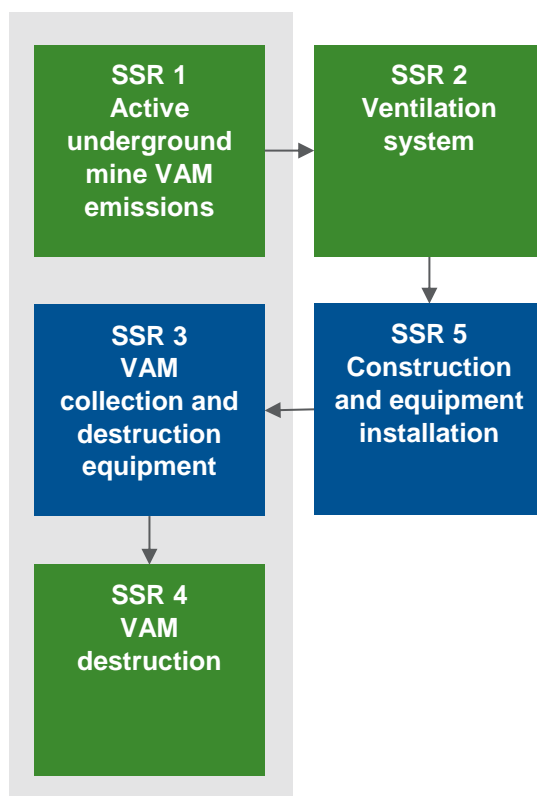 SSR 1
Active
underground
mine VAM
emissions
SSR 2
Ventilation
system
SSR 3
VAM
collection and
destruction
equipment
SSR 5
Construction
and equipment
installation
SSR 4
VAM
destruction